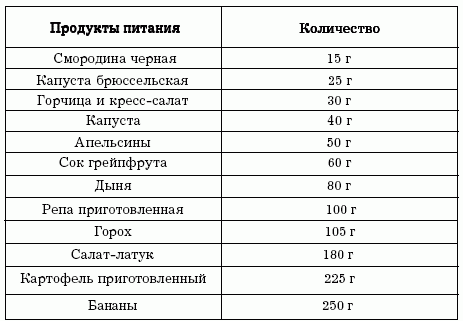 Продукты питания Количество
Смородина черная 15 г
Капуста брюссельская 25 г
Горчица и кресс-салат 30 г
Капуста 40 г
Апельсины 50 г
Сок грейпфрута 60 г
Дыня 80 г
Репа приготовленная 100 г
Горох 105 г
Салат-латук 180 г
Картофель приготовленный 225 г
Бананы 250 г